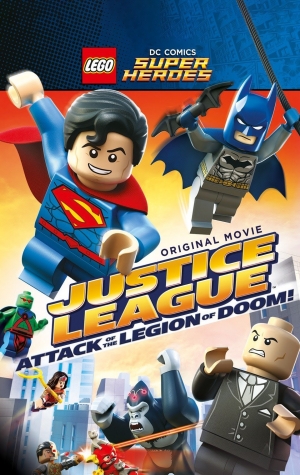 LEGO
DC COMICS
SUPER
HEROES
ORIGINAL MOVIE
JUSTICE
LEAGUE
ATTACK OF THE LEGION OF DOOM!